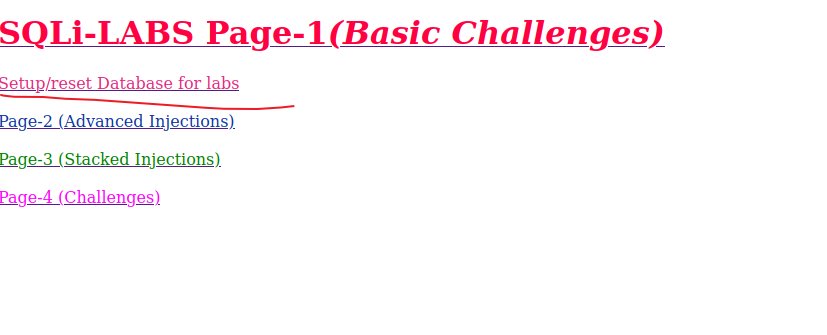 SQLi-LABS Page-1(Basic Challenges)
Setup/reset Database for labs
Page-2 (Advanced Injections)
Page-3 (Stacked Injections)
Page-4 (Challenges)